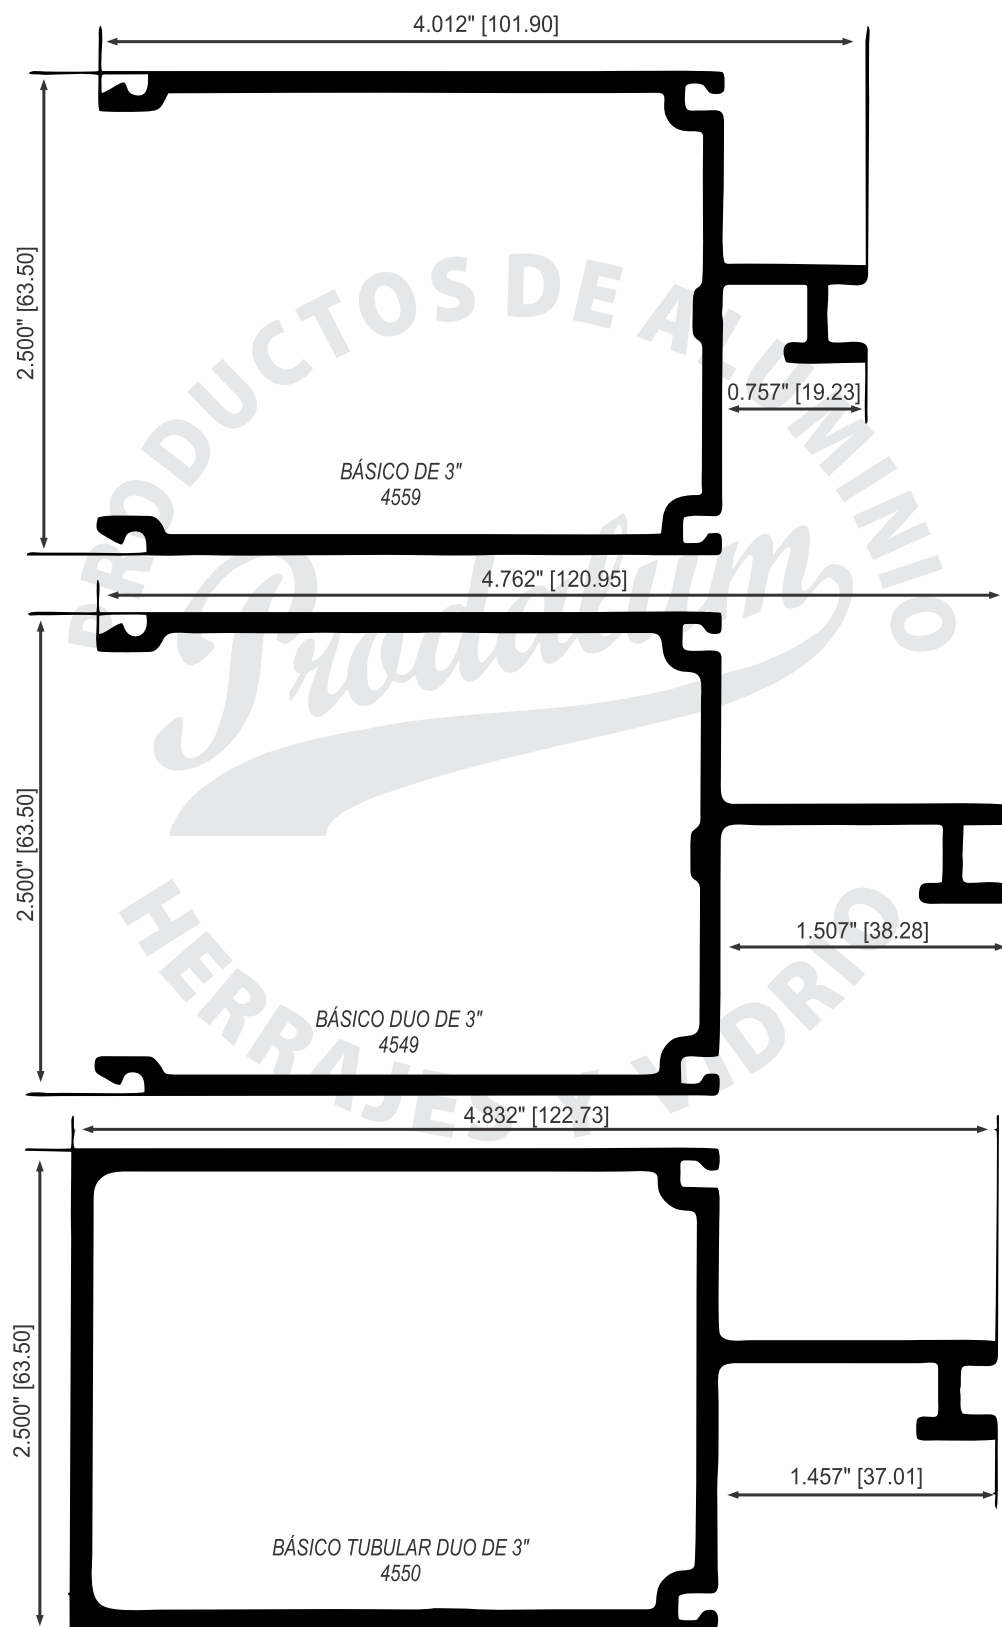 4.012" [101.90]
2.500" [63.50]
PRODUCTOS DE ALUMINIO
0.757" [19.23]
BÁSICO DE 3"
4559
Prodalum
4.762" [120.95]
2.500" [63.50]
1.507" [38.28]
HERRAJES Y VIDRIO
BÁSICO DUO DE 3"
4549
4.832" [122.73]
2.500" [63.50]
1.457" [37.01]
BÁSICO TUBULAR DUO DE 3"
4550